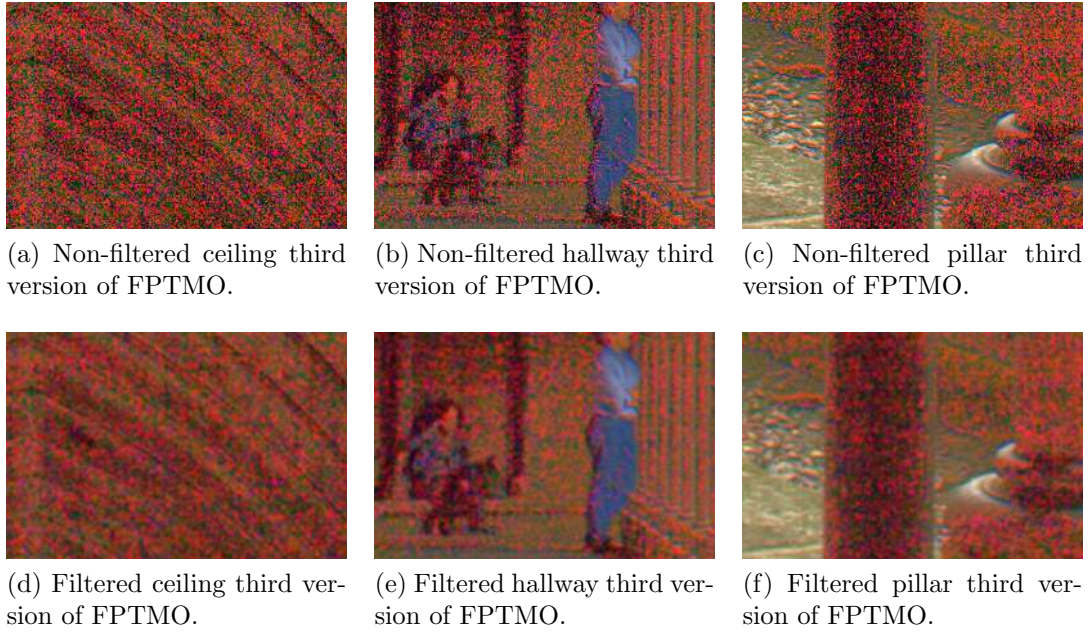 (a) Non-filtered ceiling third
version of FPTMO.
(b) Non-filtered hallway third
version of FPTMO.
(c) Non-filtered pillar third
version of FPTMO.
(d) Filtered ceiling third ver-
sion of FPTMO.
(e) Filtered hallway third ver-
sion of FPTMO.
(f) Filtered pillar third ver-
sion of FPTMO.